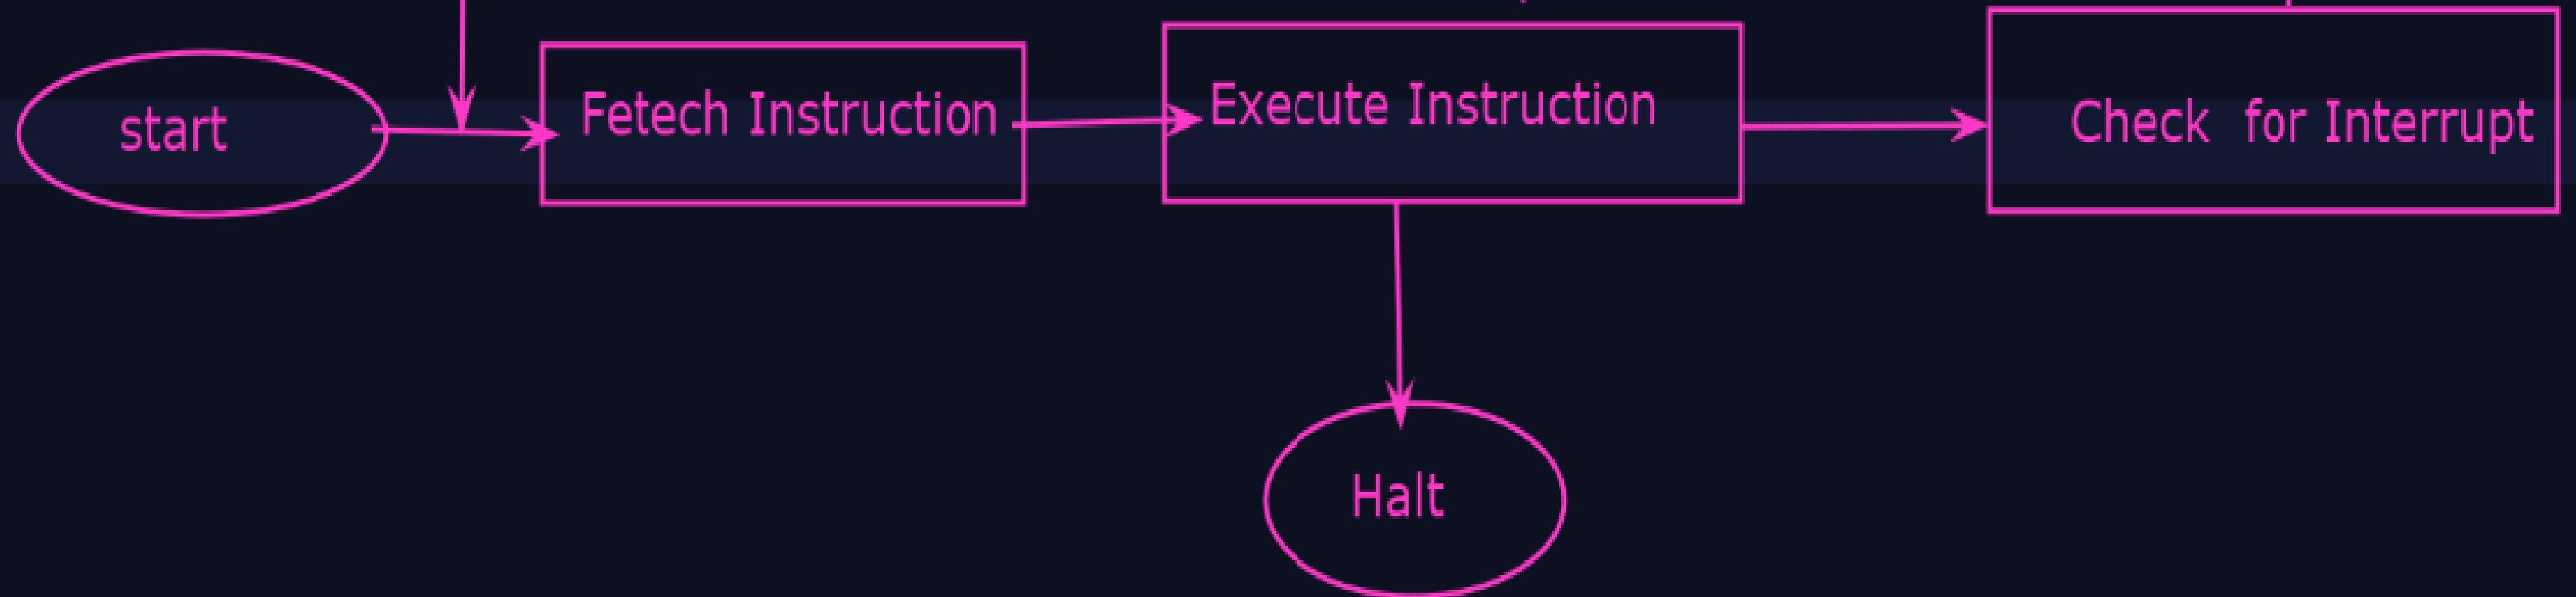 start
Fetech Instruction
Execute Instruction
Check for Interrupt
Halt